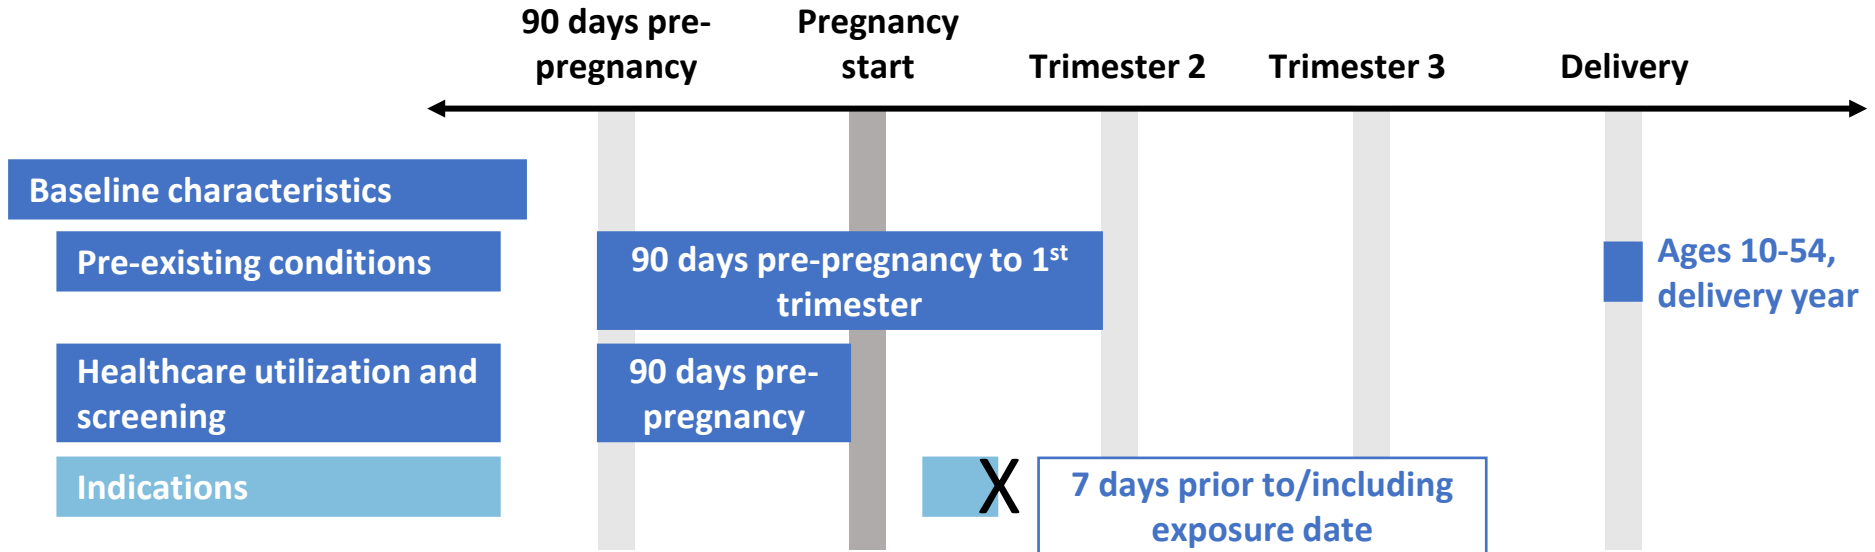 90 days pre-
pregnancy
Pregnancy
start
Trimester 2
Trimester 3
Delivery
Baseline characteristics
Pre-existing conditions
90 days pre-pregnancy to 1st
trimester
Ages 10-54,
delivery year
Healthcare utilization and
screening
90 days pre-
pregnancy
Indications
X
7 days prior to/including
exposure date